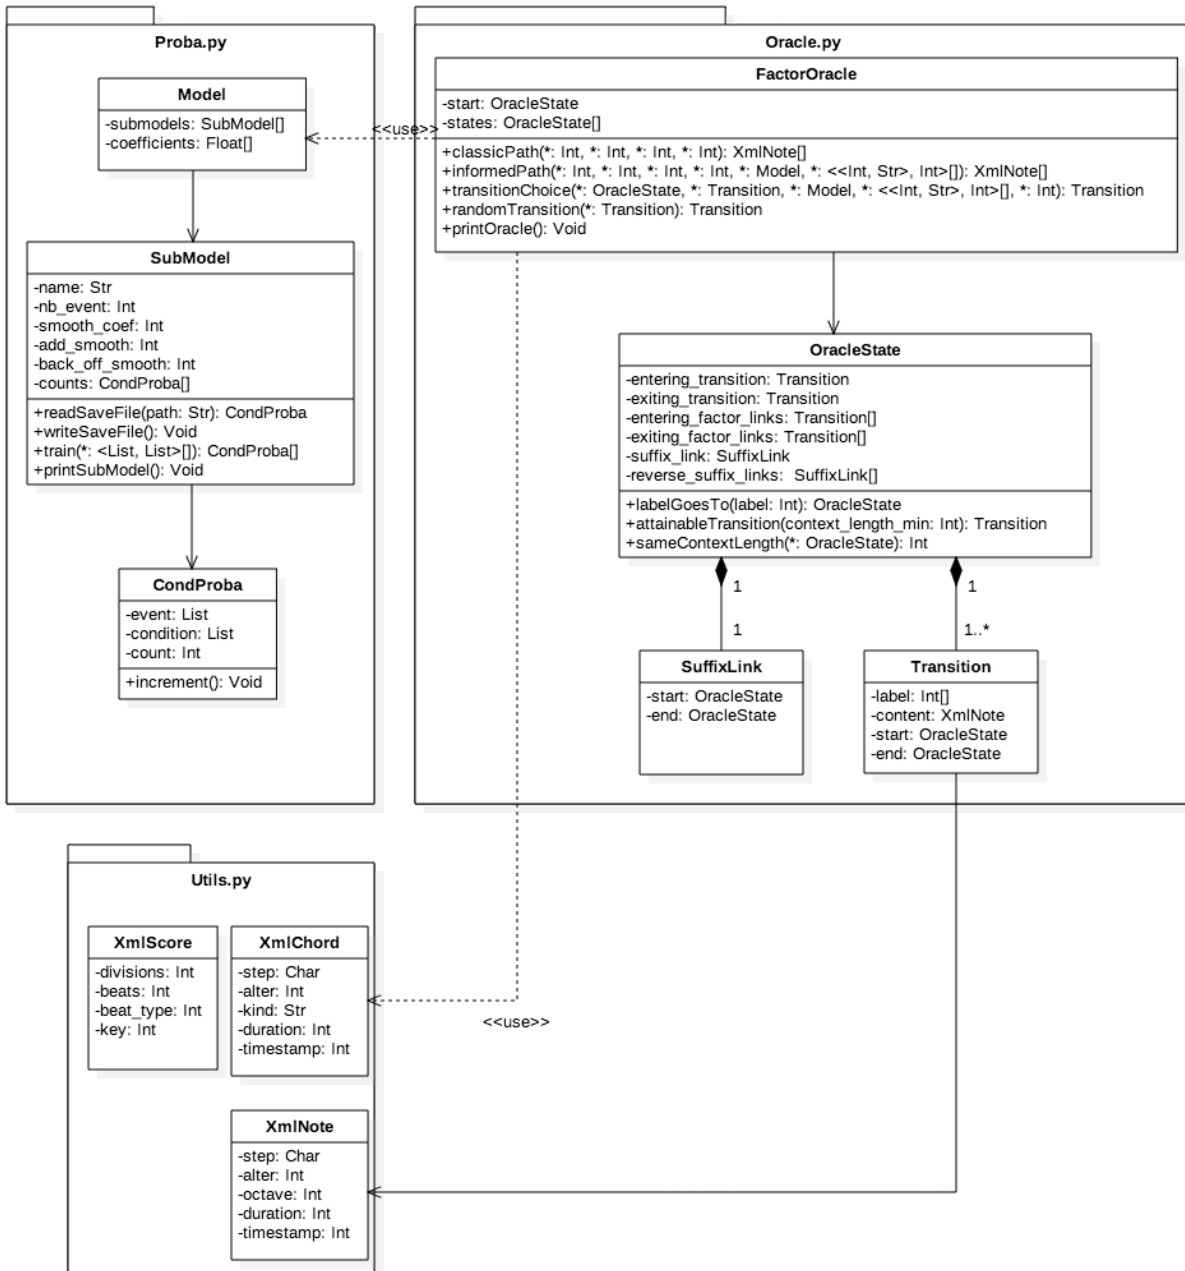 Proba.py
Model
-submodels: SubModel[]
-coefficients: Float[]
SubModel
-name: Str
-nb_event: Int
-smooth_coef: Int
-add_smooth: Int
-back_off_smooth: Int
-counts: CondProba[]
+readSaveFile(path: Str): CondProba
+writeSaveFile(): Void
+train(*: <List, List>[]): CondProba[]
+printSubModel(): Void
CondProba
-event: List
-condition: List
-count: Int
+increment(): Void
<<use>>
Oracle.py
FactorOracle
-start: OracleState
-states: OracleState[]
+classicPath(*: Int, *: Int, *: Int, *: Int): XmlNote[]
+informedPath(*: Int, *: Int, *: Int, *: Int, *: Model, *: <<Int, Str>, Int>[]): XmlNote[]
+transitionChoice(*: OracleState, *: Transition, *: Model, *: <<Int, Str>, Int>[], *: Int): Transition
+randomTransition(*: Transition): Transition
+printOracle(): Void
OracleState
-entering_transition: Transition
-exiting_transition: Transition
-entering_factor_links: Transition[]
-exiting_factor_links: Transition[]
-suffix_link: SuffixLink
-reverse_suffix_links: SuffixLink[]
+labelGoesTo(label: Int): OracleState
+attainableTransition(context_length_min: Int): Transition
+sameContextLength(*: OracleState): Int
1
1
1
1..*
SuffixLink
-start: OracleState
-end: OracleState
Transition
-label: Int[]
-content: XmlNote
-start: OracleState
-end: OracleState
Utils.py
XmlScore
-divisions: Int
-beats: Int
-beat_type: Int
-key: Int
XmlChord
-step: Char
-alter: Int
-kind: Str
-duration: Int
-timestamp: Int
<<use>>
XmlNote
-step: Char
-alter: Int
-octave: Int
-duration: Int
-timestamp: Int